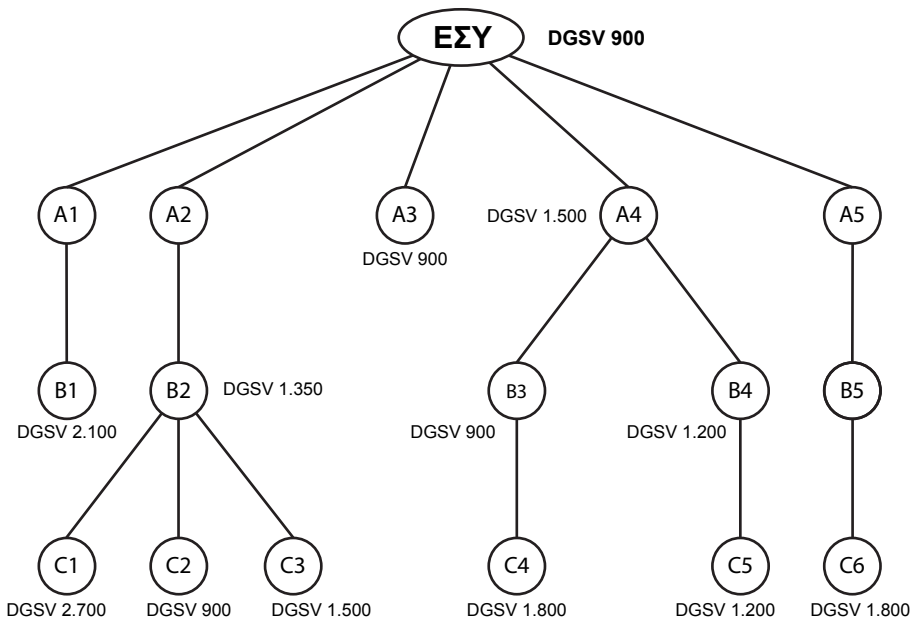 ΕΣΥ DGSV 900
A1 A2 A3 DGSV 1.500 A4 A5
DGSV 900
B1 B2 DGSV 1.350 B3 B4 B5
DGSV 2.100 DGSV 900 DGSV 1.200
C1 C2 C3 C4 C5 C6
DGSV 2.700 DGSV 900 DGSV 1.500 DGSV 1.800 DGSV 1.200 DGSV 1.800